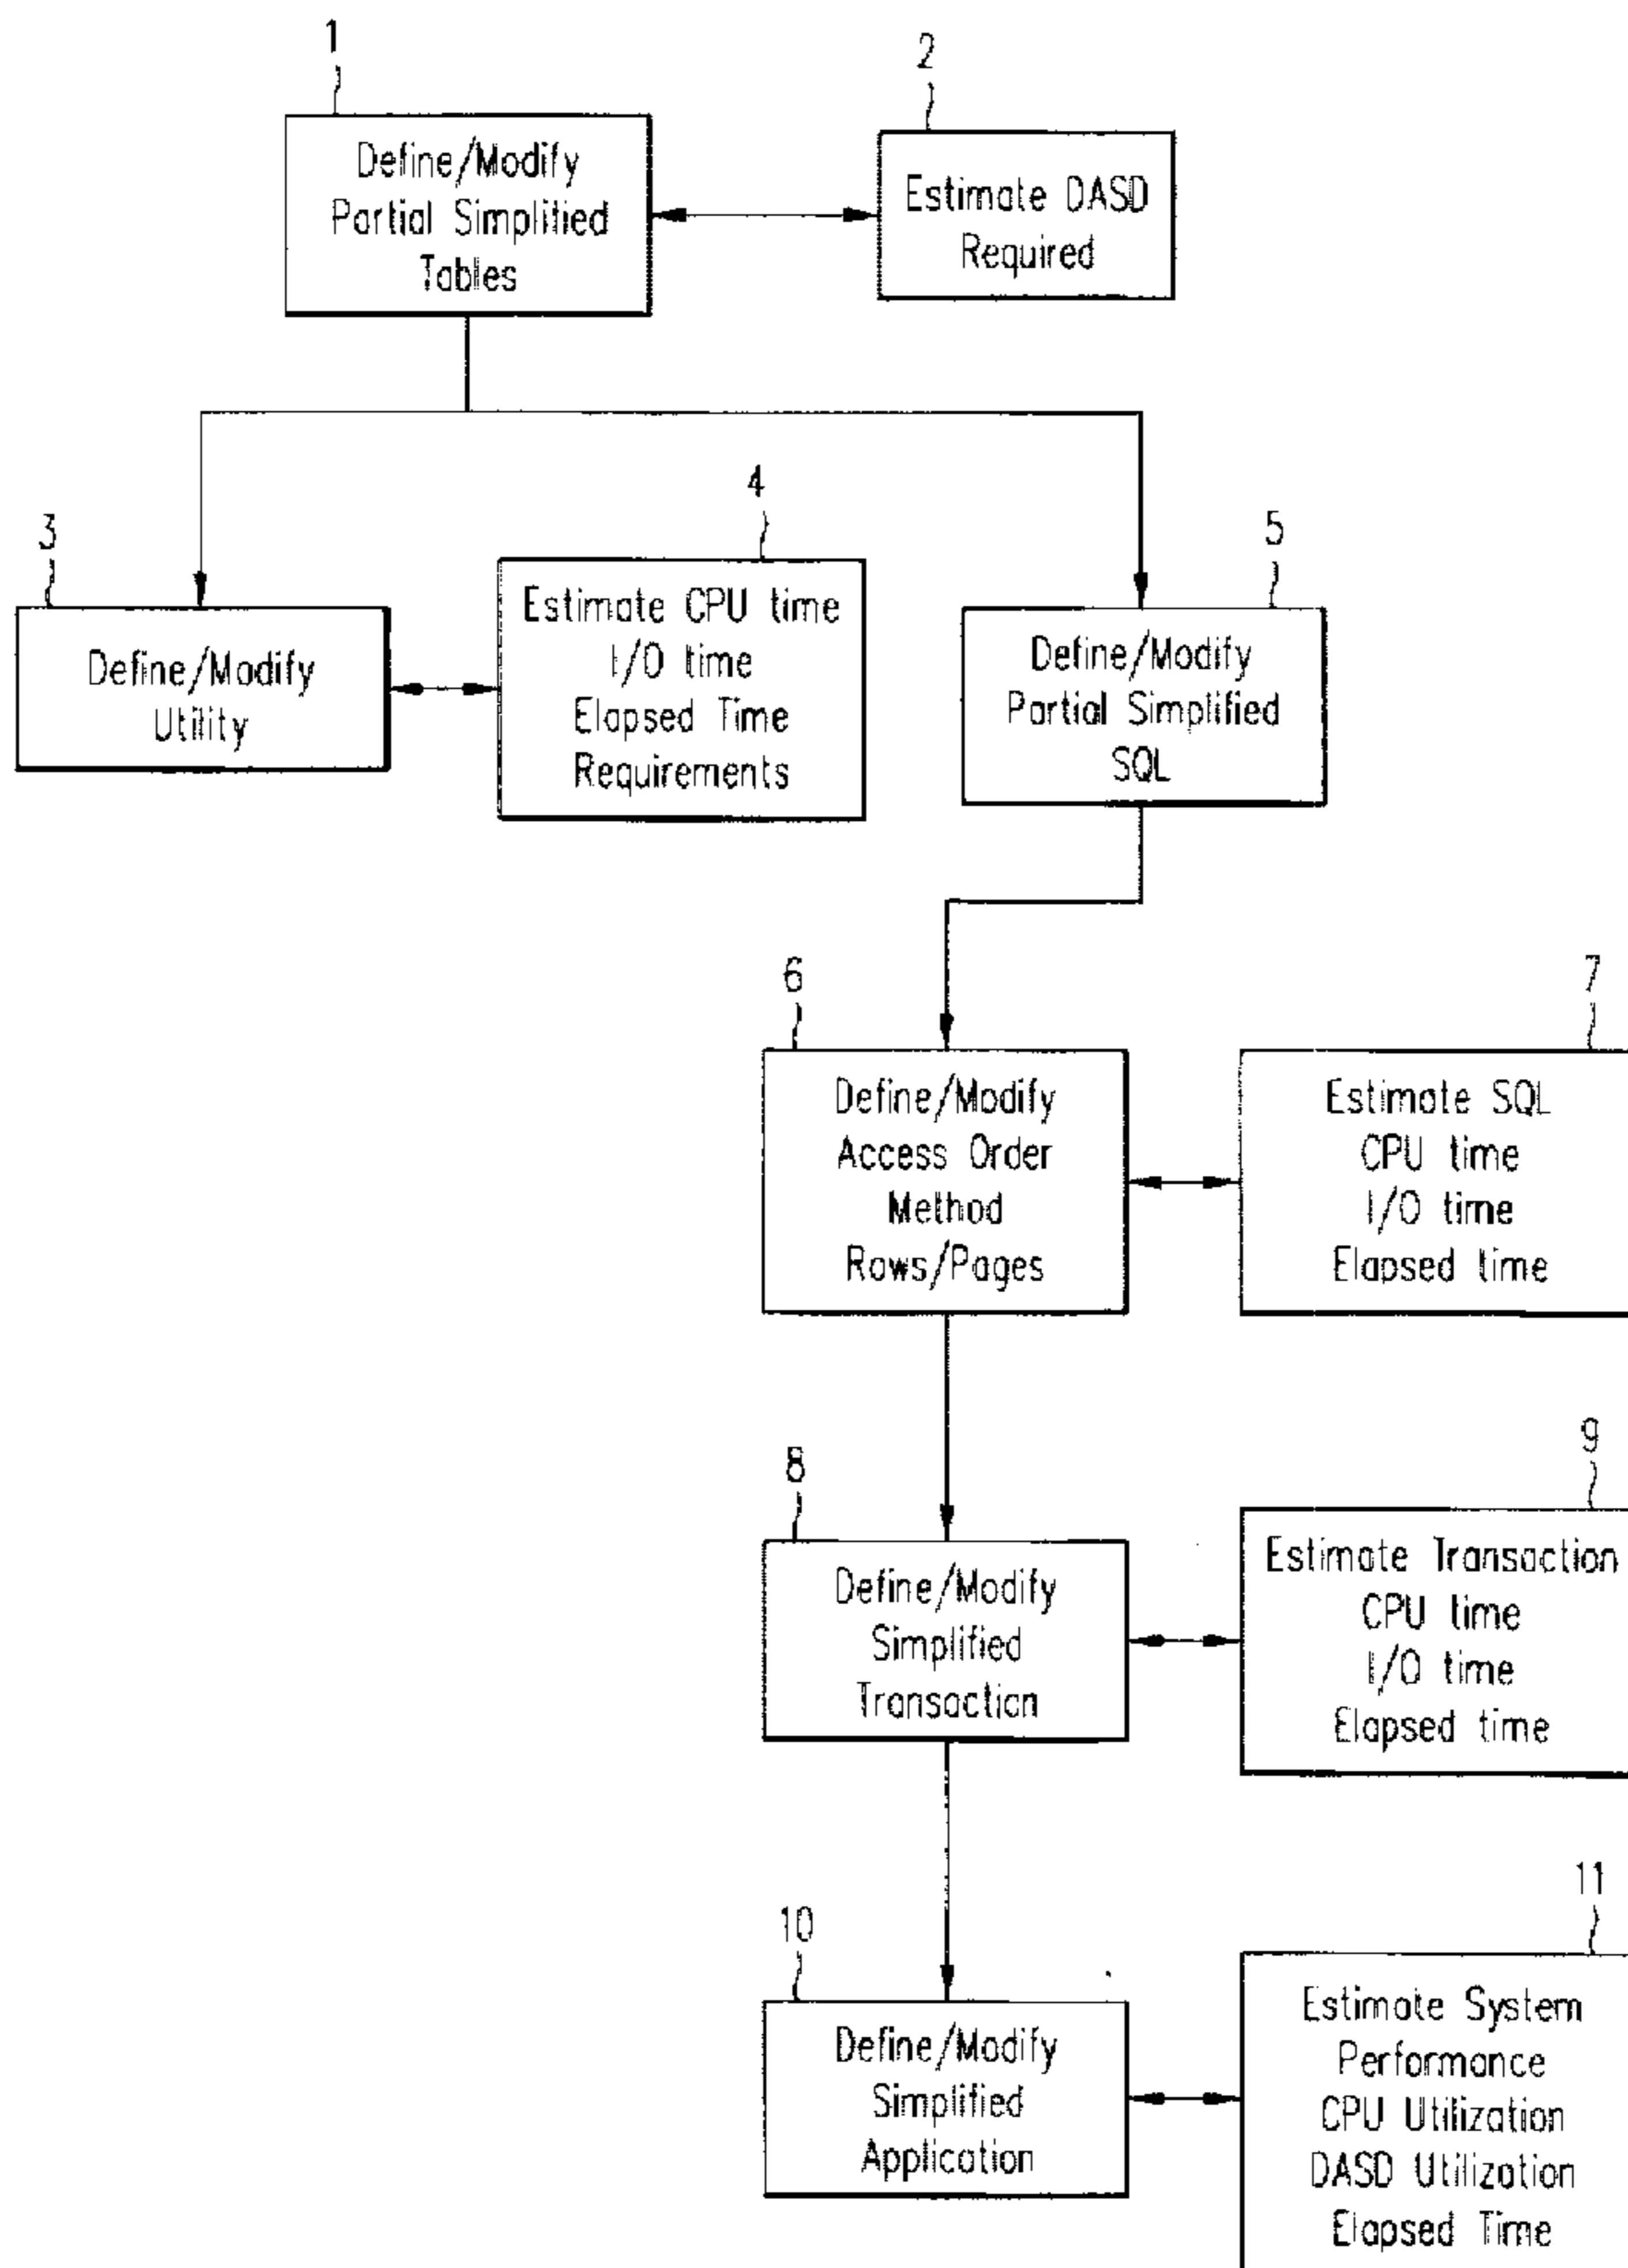 1
Define/Modify
Partial Simplified
Tables
2
Estimate DASD
Required
3
Define/Modify
Utility
4
Estimate CPU time
I/O time
Elapsed Time
Requirements
5
Define/Modify
Partial Simplified
SQL
6
Define/Modify
Access Order
Method
Rows/Pages
7
Estimate SQL
CPU time
I/O time
Elapsed time
8
Define/Modify
Simplified
Transaction
9
Estimate Transaction
CPU time
I/O time
Elapsed time
10
Define/Modify
Simplified
Application
11
Estimate System
Performance
CPU Utilization
DASD Utilization
Elapsed Time